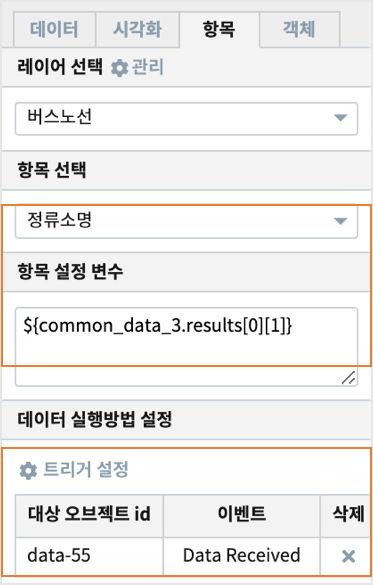 데이터 시각화 항목 객체
레이어 선택 관리
버스노선
항목 선택
정류소명
항목 설정 변수
${common_data_3.results[0][1]}
데이터 실행방법 설정
트리거 설정
대상 오브젝트 id 이벤트 삭제
data-55 Data Received